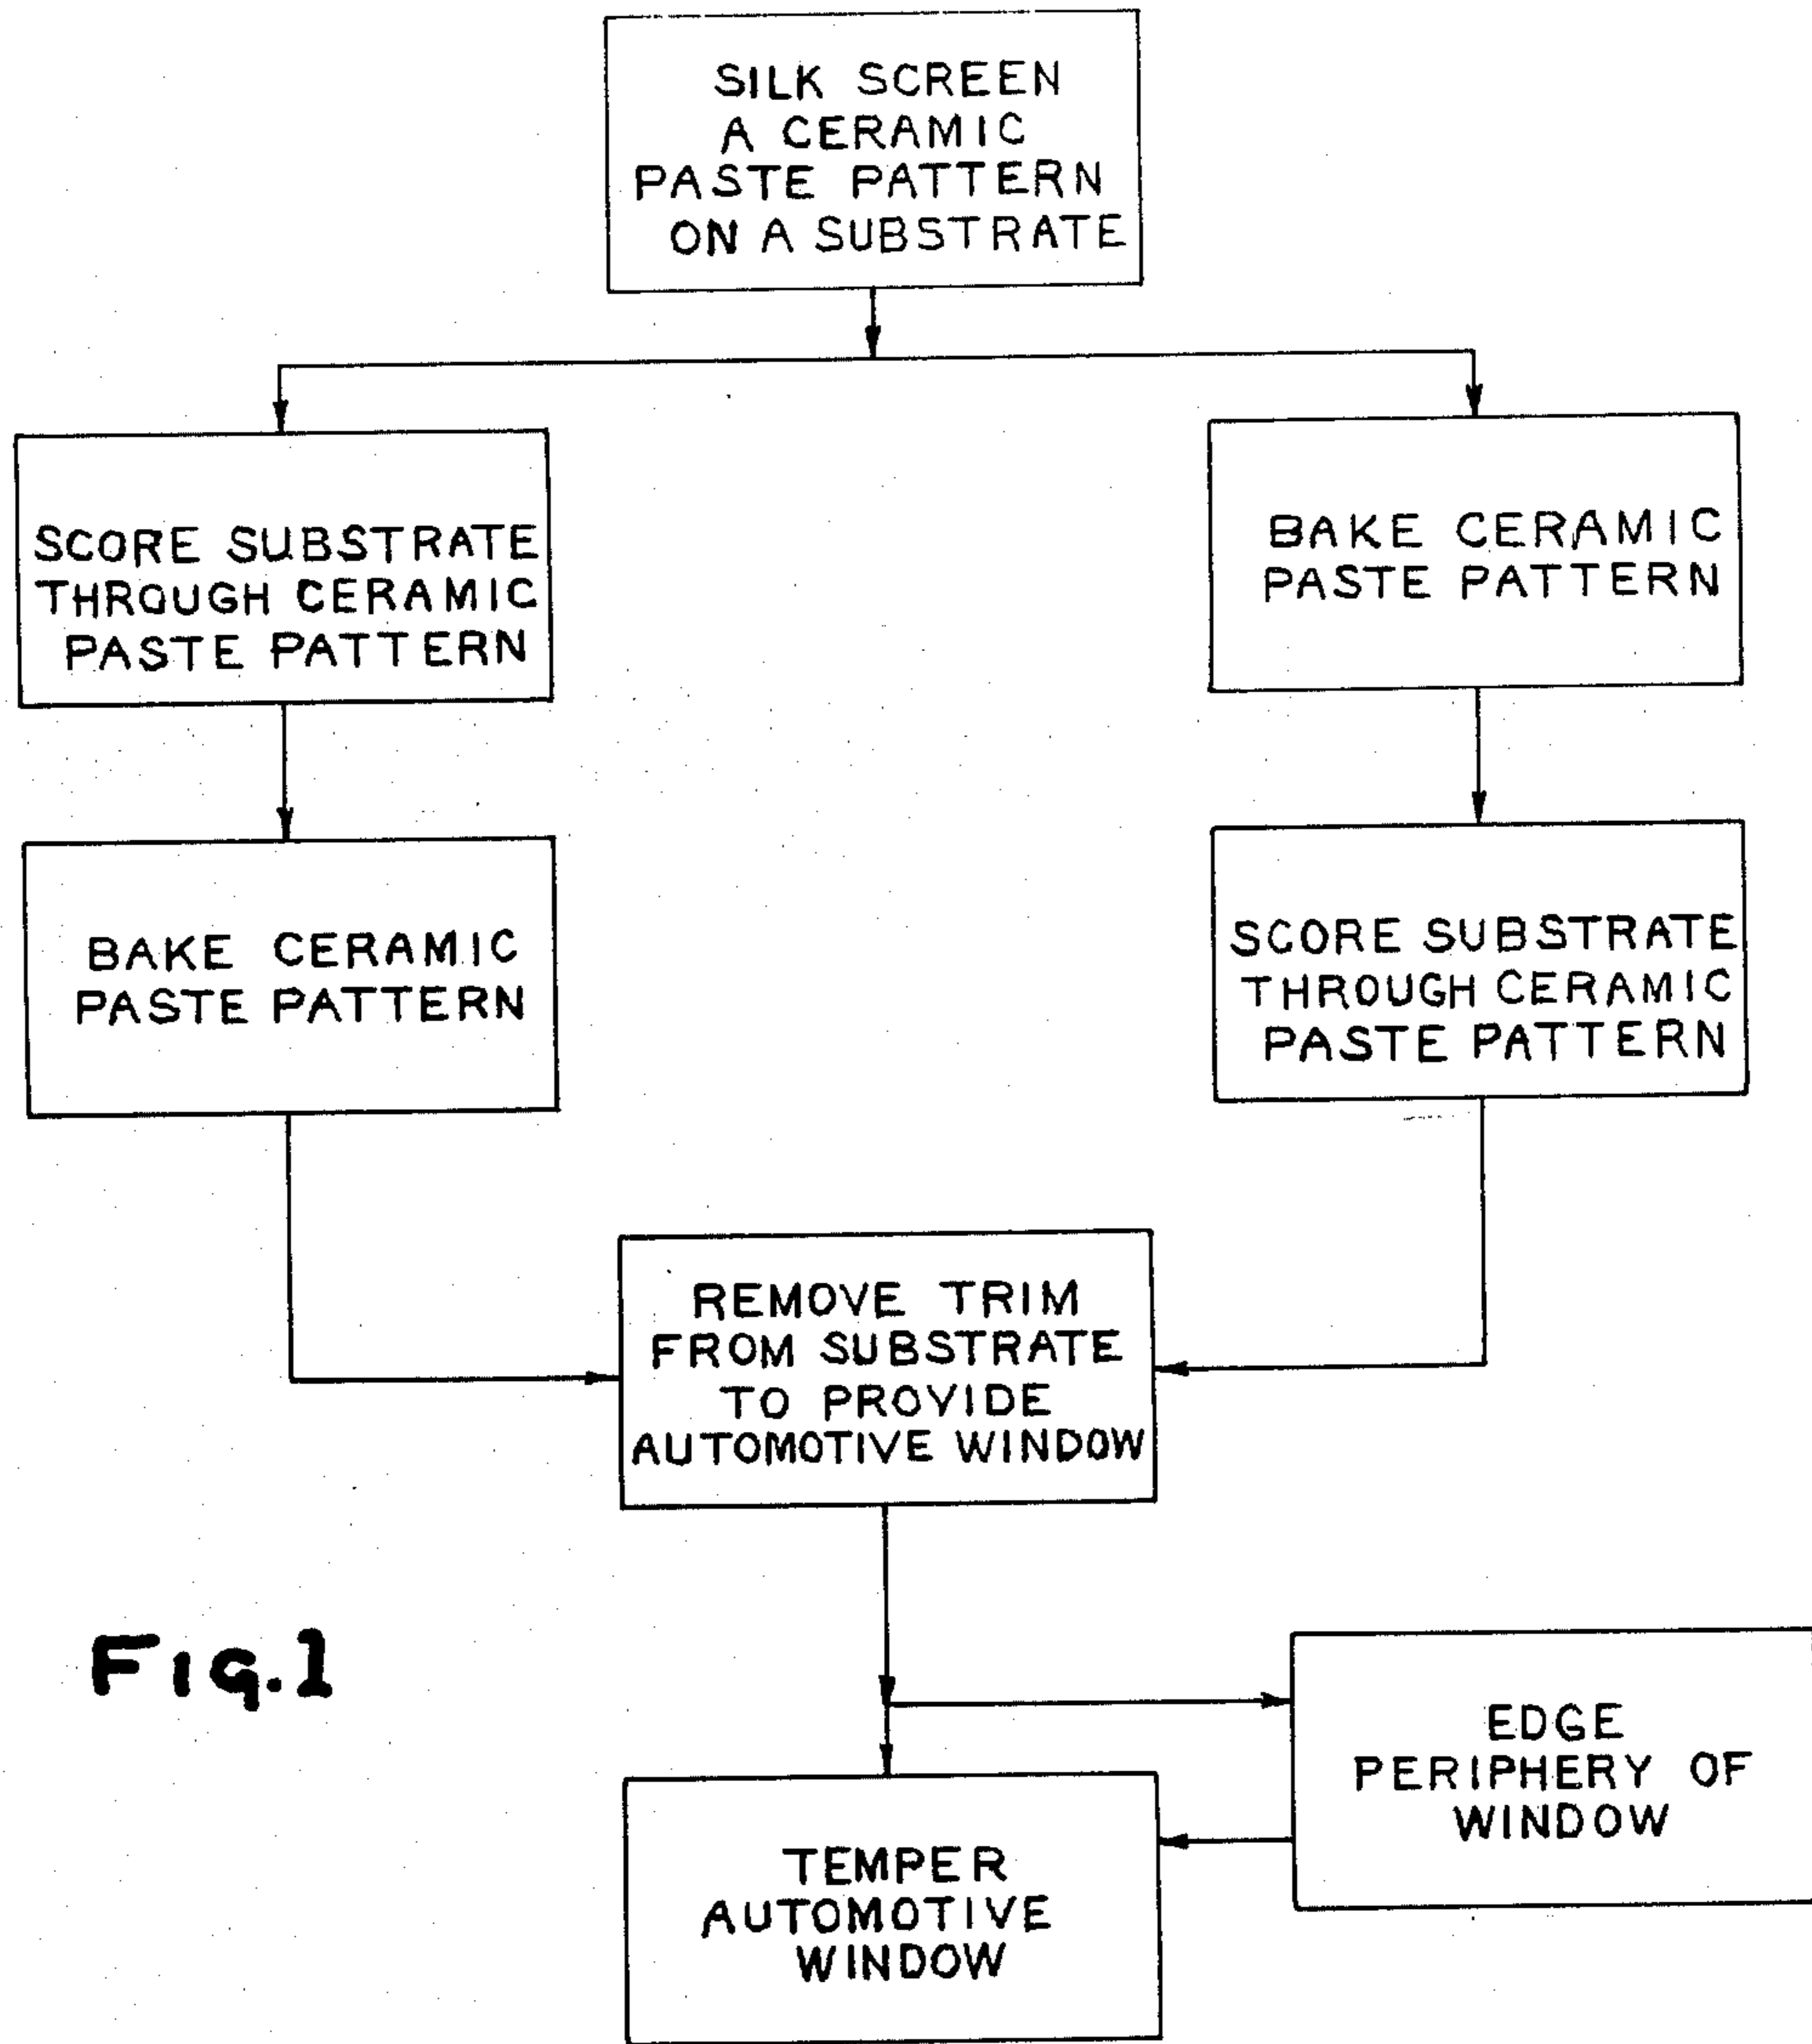 SILK SCREEN
A CERAMIC
PASTE PATTERN
ON A SUBSTRATE
SCORE SUBSTRATE
THROUGH CERAMIC
PASTE PATTERN
BAKE CERAMIC
PASTE PATTERN
BAKE CERAMIC
PASTE PATTERN
SCORE SUBSTRATE
THROUGH CERAMIC
PASTE PATTERN
REMOVE TRIM
FROM SUBSTRATE
TO PROVIDE
AUTOMOTIVE WINDOW
FIG.1
EDGE
PERIPHERY OF
WINDOW
TEMPER
AUTOMOTIVE
WINDOW